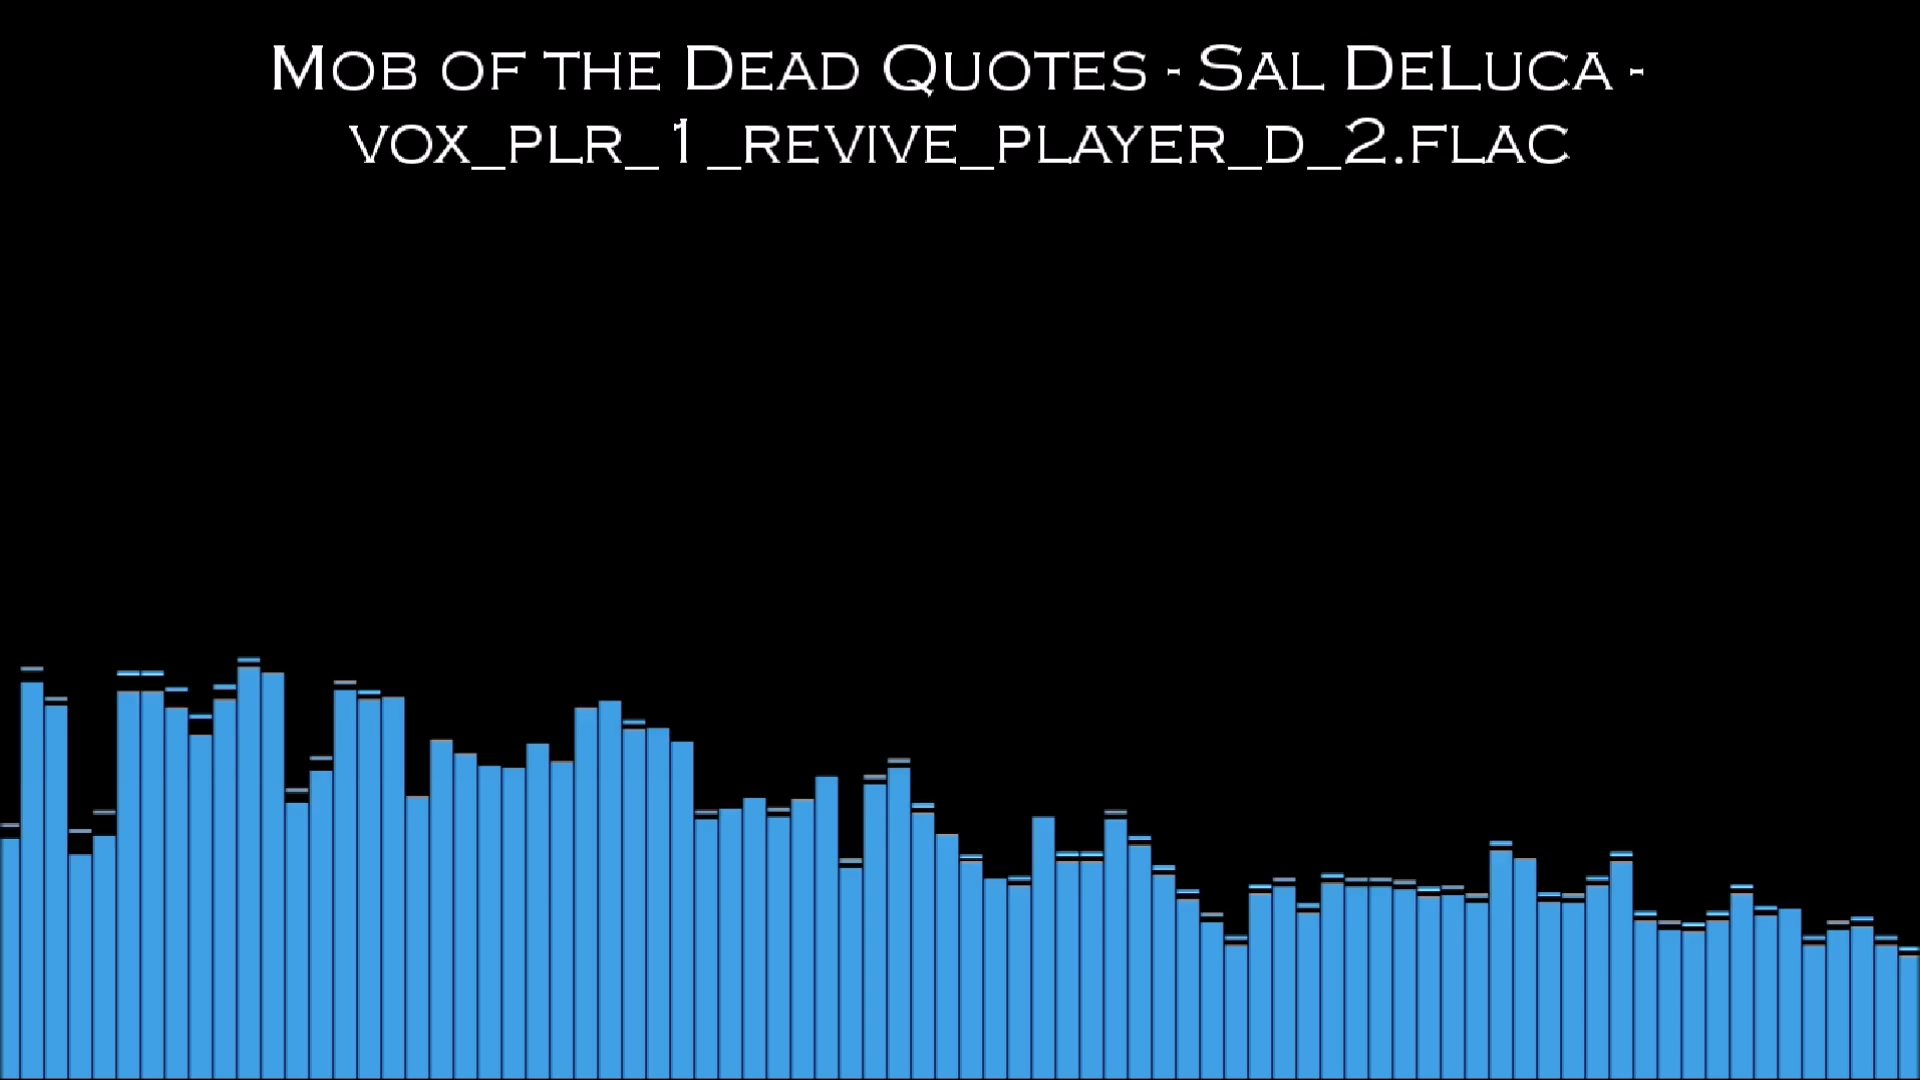 Mob of the Dead Quotes - Sal DeLuca -
vox_plr_1_revive_player_d_2.flac